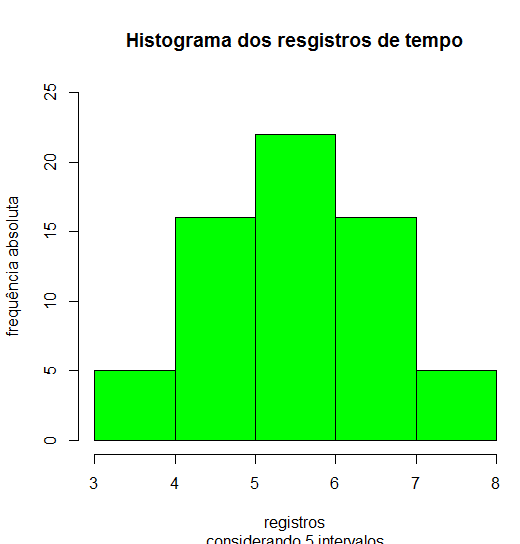 Histograma dos resgistros de tempo
25
20
15
10
5
0
frequência absoluta
3 4 5 6 7 8
registros
considerando 5 intervalos